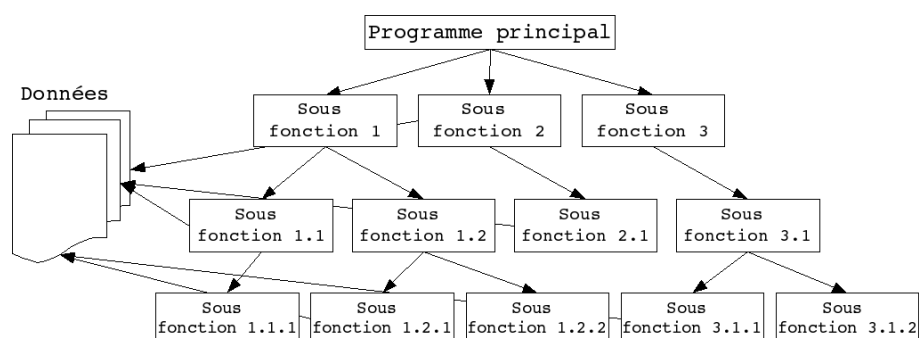 Programme principal
Données
Sous
fonction 1
Sous
fonction 2
Sous
fonction 3
Sous
fonction 1.1
Sous
fonction 1.2
Sous
fonction 2.1
Sous
fonction 3.1
Sous
fonction 1.1.1
Sous
fonction 1.2.1
Sous
fonction 1.2.2
Sous
fonction 3.1.1
Sous
fonction 3.1.2